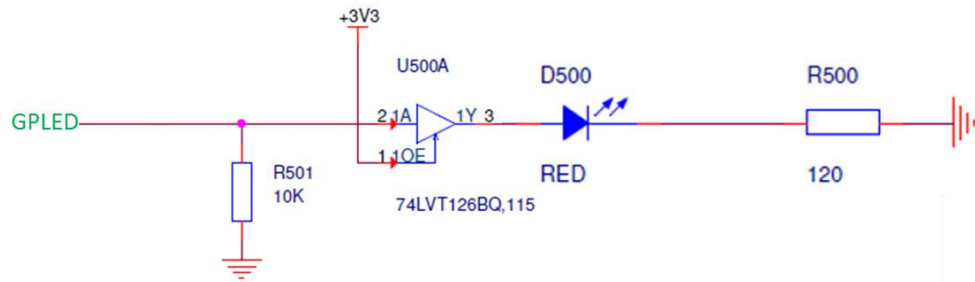 +3V3
U500A
D500
R500
GPLED
2 1A
1Y 3
1 1OE
R501
10K
RED
120
74LVT126BQ,115